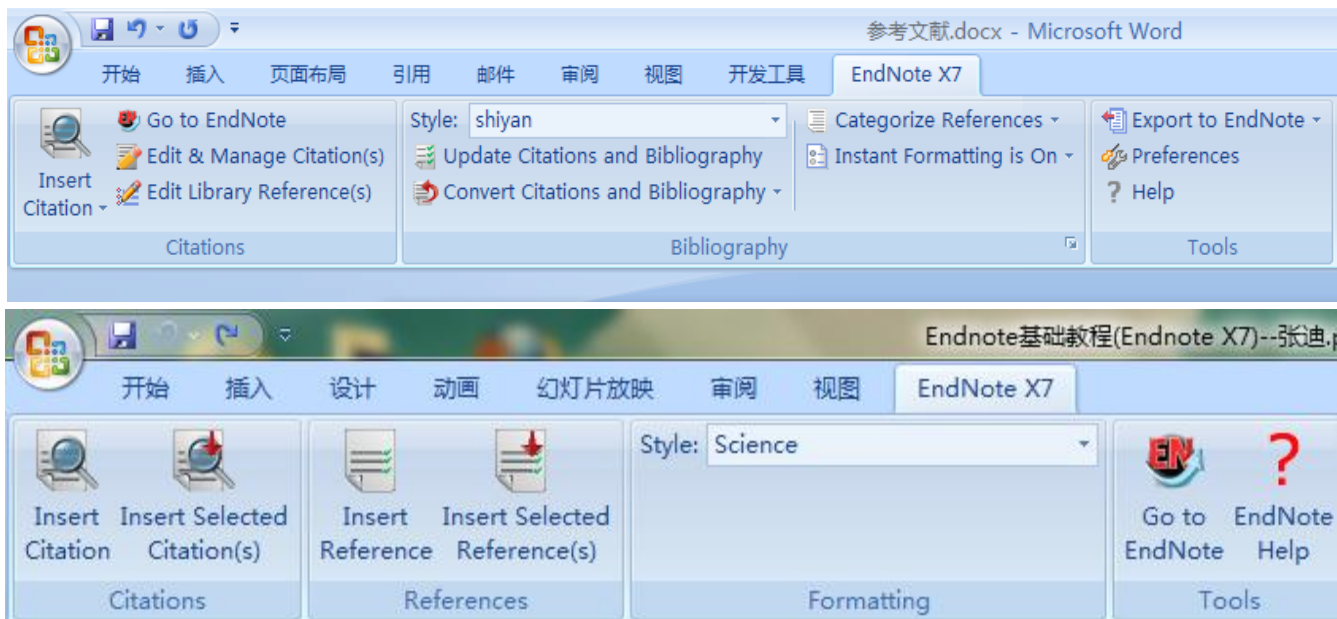 参考文献.docx - Microsoft Word
开始 插入 页面布局 引用 邮件 审阅 视图 开发工具 EndNote X7
Insert Citation
Go to EndNote
Edit & Manage Citation(s)
Edit Library Reference(s)
Citations
Style: shiyan
Update Citations and Bibliography
Convert Citations and Bibliography
Categorize References
Instant Formatting is On
Bibliography
Export to EndNote
Preferences
? Help
Tools
Endnote基础教程(Endnote X7)--张迪.p
开始 插入 设计 动画 幻灯片放映 审阅 视图 EndNote X7
Insert Citation
Insert Selected Citation(s)
Citations
Insert Reference
Insert Selected Reference(s)
References
Style: Science
Formatting
EN
Go to EndNote
?
EndNote Help
Tools